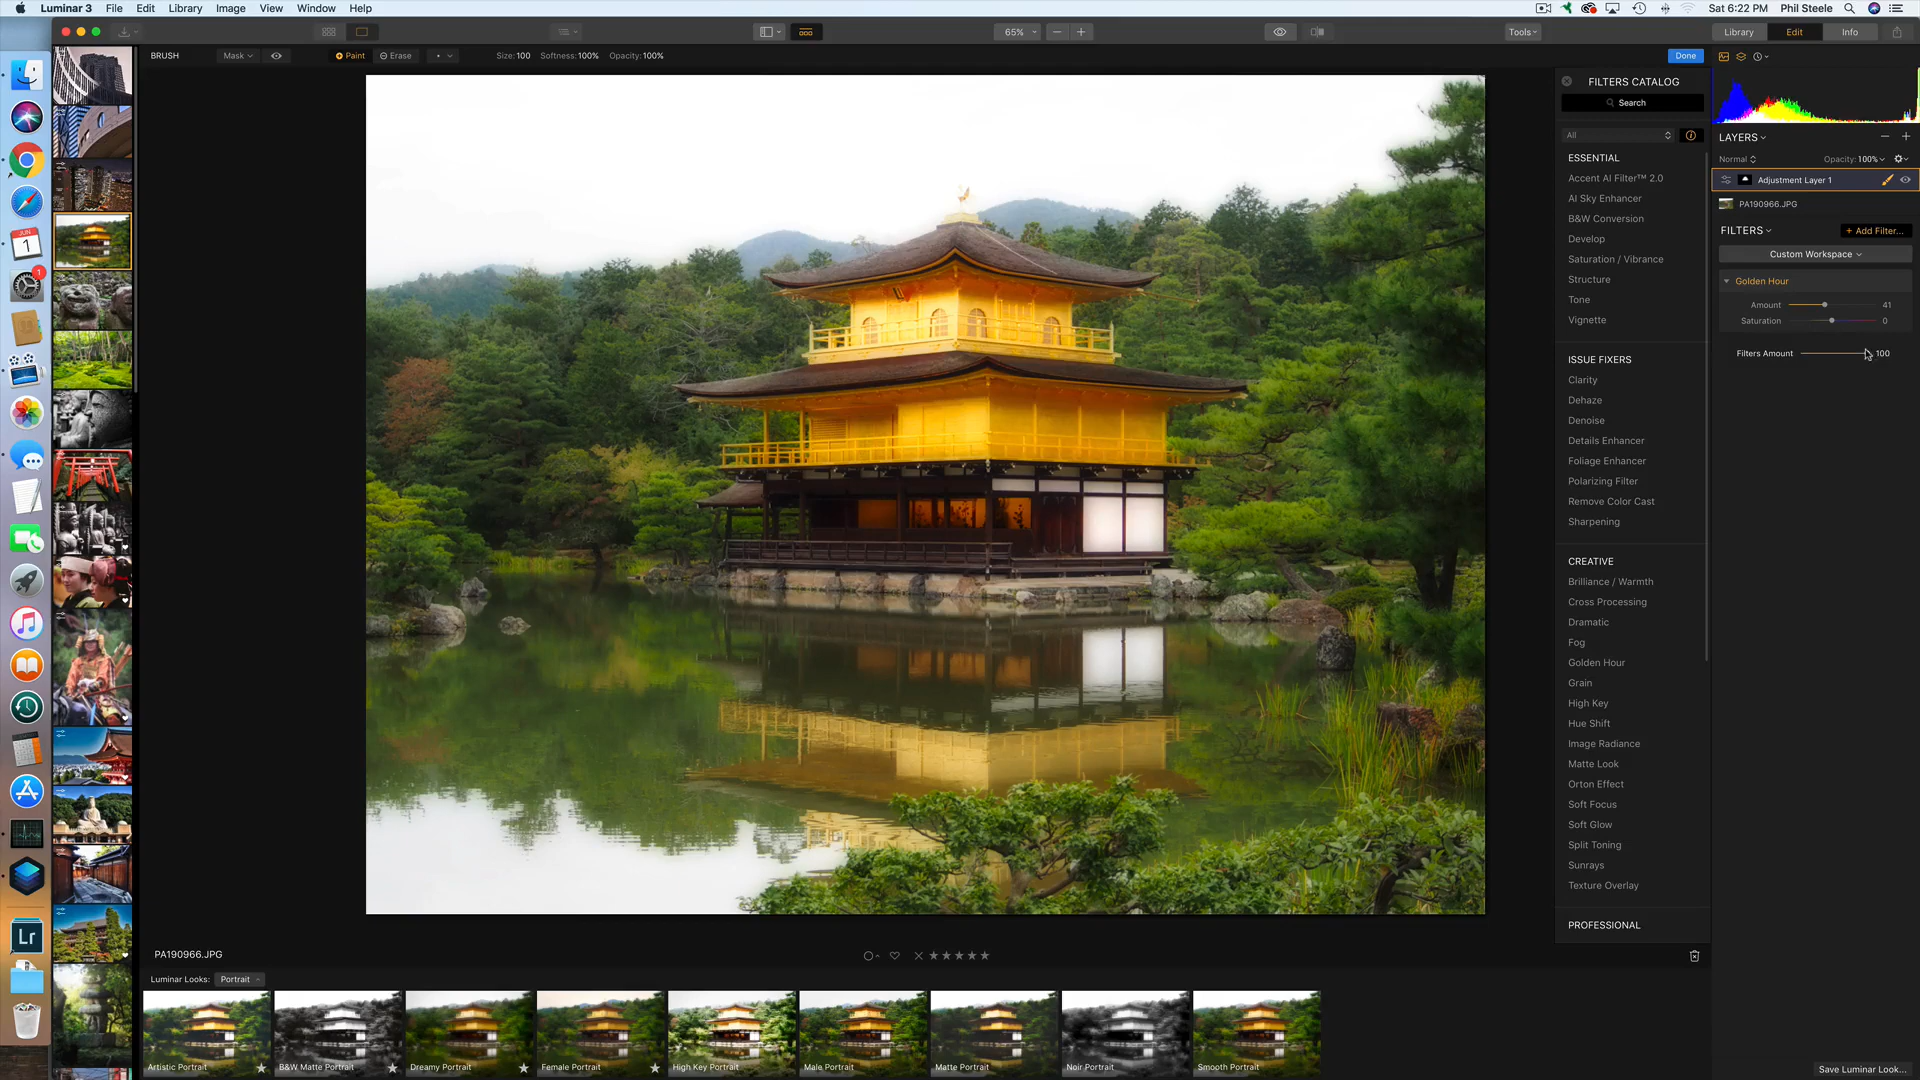 Luminar 3 File Edit Library Image View Window Help
Sat 6:22 PM Phil Steele
65%
Tools
Library Edit Info
BRUSH Mask Paint Erase Size:100 Softness:100% Opacity:100%
Done
FILTERS CATALOG
Search
All
ESSENTIAL
Accent AI Filter™ 2.0
AI Sky Enhancer
B&W Conversion
Develop
Saturation / Vibrance
Structure
Tone
Vignette
ISSUE FIXERS
Clarity
Dehaze
Denoise
Details Enhancer
Foliage Enhancer
Polarizing Filter
Remove Color Cast
Sharpening
CREATIVE
Brilliance / Warmth
Cross Processing
Dramatic
Fog
Golden Hour
Grain
High Key
Hue Shift
Image Radiance
Matte Look
Orton Effect
Soft Focus
Soft Glow
Split Toning
Sunrays
Texture Overlay
PROFESSIONAL
LAYERS
Normal Opacity: 100%
Adjustment Layer 1
PA190966.JPG
FILTERS + Add Filter...
Custom Workspace
Golden Hour
Amount 41
Saturation 0
Filters Amount 100
JUN
1
1
Lr
PA190966.JPG
Luminar Looks: Portrait
Artistic Portrait
B&W Matte Portrait
Dreamy Portrait
Female Portrait
High Key Portrait
Male Portrait
Matte Portrait
Noir Portrait
Smooth Portrait
Save Luminar Look...